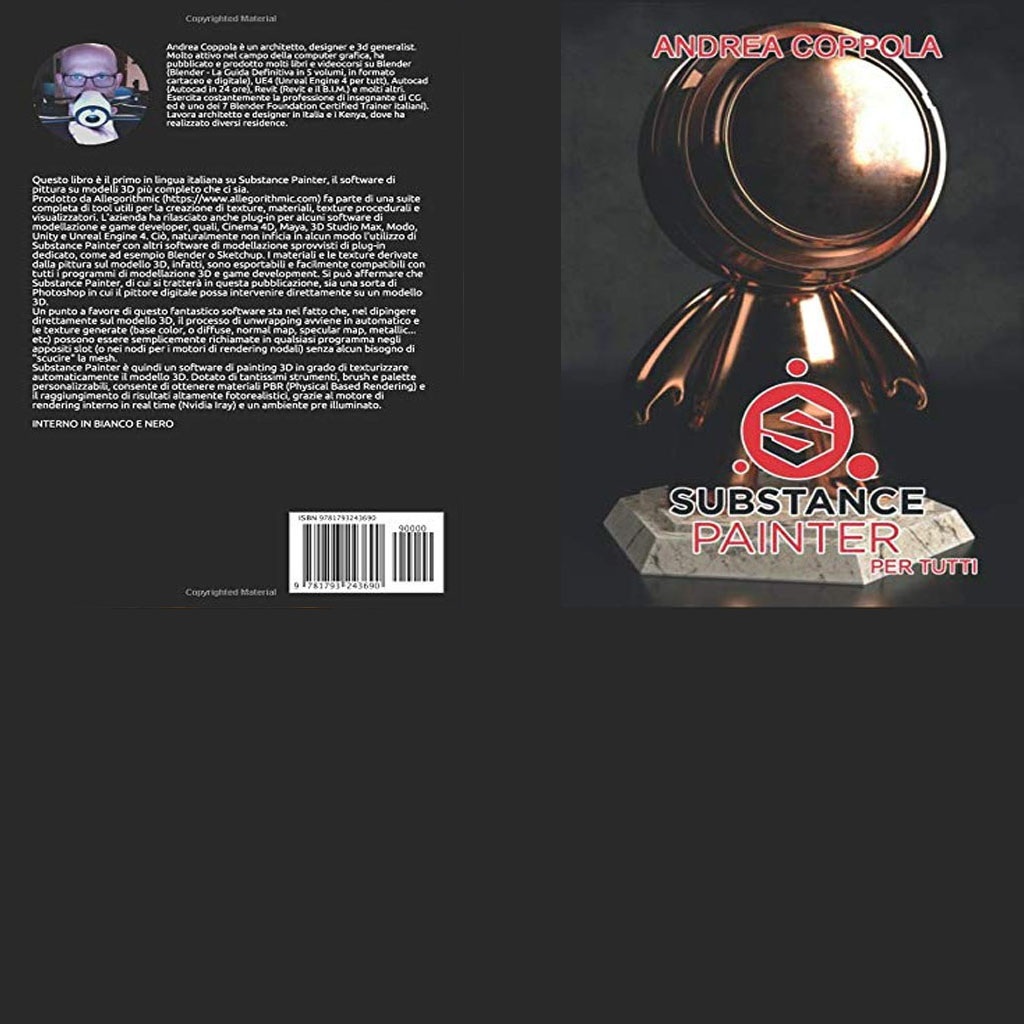 Copyrighted Material
Andrea Coppola è un architetto, designer e 3d generalist.
Molto attivo nel campo della computer grafica, ha
pubblicato e prodotto molti libri e videocorsi su Blender
(Blender - La Guida Definitiva in 5 volumi, in formato
cartaceo e digitale), UE4 (Unreal Engine 4 per tutt), Autocad
(Autocad in 24 ore), Revit (Revit e il B.I.M.) e molti altri.
Esercita costantemente la professione di insegnante di CG
ed è uno dei 7 Blender Foundation Certified Trainer italiani).
Lavora architetto e designer in Italia e i Kenya, dove ha
realizzato diversi residence.
Questo libro è il primo in lingua italiana su Substance Painter, il software di
pittura su modelli 3D più completo che ci sia.
Prodotto da Allegorithmic (https://www.allegorithmic.com) fa parte di una suite
completa di tool utili per la creazione di texture, materiali, texture procedurali e
visualizzatori. L'azienda ha rilasciato anche plug-in per alcuni software di
modellazione e game developer, quali, Cinema 4D, Maya, 3D Studio Max, Modo,
Unity e Unreal Engine 4. Ciò, naturalmente non inficia in alcun modo l'utilizzo di
Substance Painter con altri software di modellazione sprovvisti di plug-in
dedicato, come ad esempio Blender o Sketchup. I materiali e le texture derivate
dalla pittura sul modello 3D, infatti, sono esportabili e facilmente compatibili con
tutti i programmi di modellazione 3D e game development. Si può affermare che
Substance Painter, di cui si tratterà in questa pubblicazione, sia una sorta di
Photoshop in cui il pittore digitale possa intervenire direttamente su un modello
3D.
Un punto a favore di questo fantastico software sta nel fatto che, nel dipingere
direttamente sul modello 3D, il processo di unwrapping avviene in automatico e
le texture generate (base color, o diffuse, normal map, specular map, metallic...
etc) possono essere semplicemente richiamate in qualsiasi programma negli
appositi slot (o nei nodi per i motori di rendering nodali) senza alcun bisogno di
"scucire" la mesh.
Substance Painter è quindi un software di painting 3D in grado di texturizzare
automaticamente il modello 3D. Dotato di tantissimi strumenti, brush e palette
personalizzabili, consente di ottenere materiali PBR (Physical Based Rendering) e
il raggiungimento di risultati altamente fotorealistici, grazie al motore di
rendering interno in real time (Nvidia Iray) e un ambiente pre illuminato.
INTERNO IN BIANCO E NERO
ISBN 9781793243690
90000
9 781793 243690
Copyrighted Material
ANDREA COPPOLA
SUBSTANCE
PAINTER
PER TUTTI